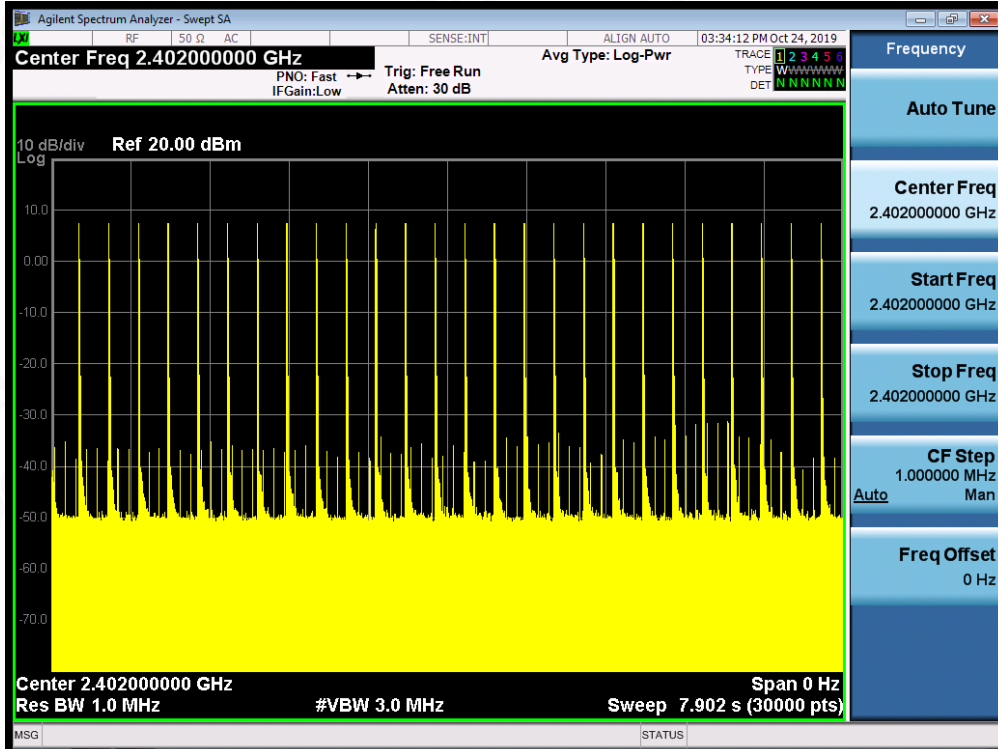 Agilent Spectrum Analyzer - Swept SA
LXI RF 50 Ω AC SENSE:INT ALIGN AUTO 03:34:12 PM Oct 24, 2019
Center Freq 2.402000000 GHz
PNO: Fast
IFGain:Low
Trig: Free Run
Atten: 30 dB
Avg Type: Log-Pwr
TRACE 1 2 3 4 5 6
TYPE WWWWWWW
DET N N N N N N
10 dB/div
Log
Ref 20.00 dBm
10.0
0.00
-10.0
-20.0
-30.0
-40.0
-50.0
-60.0
-70.0
Center 2.402000000 GHz
Span 0 Hz
Res BW 1.0 MHz
#VBW 3.0 MHz
Sweep 7.902 s (30000 pts)
MSG
STATUS
Frequency
Auto Tune
Center Freq
2.402000000 GHz
Start Freq
2.402000000 GHz
Stop Freq
2.402000000 GHz
CF Step
1.000000 MHz
Auto Man
Freq Offset
0 Hz